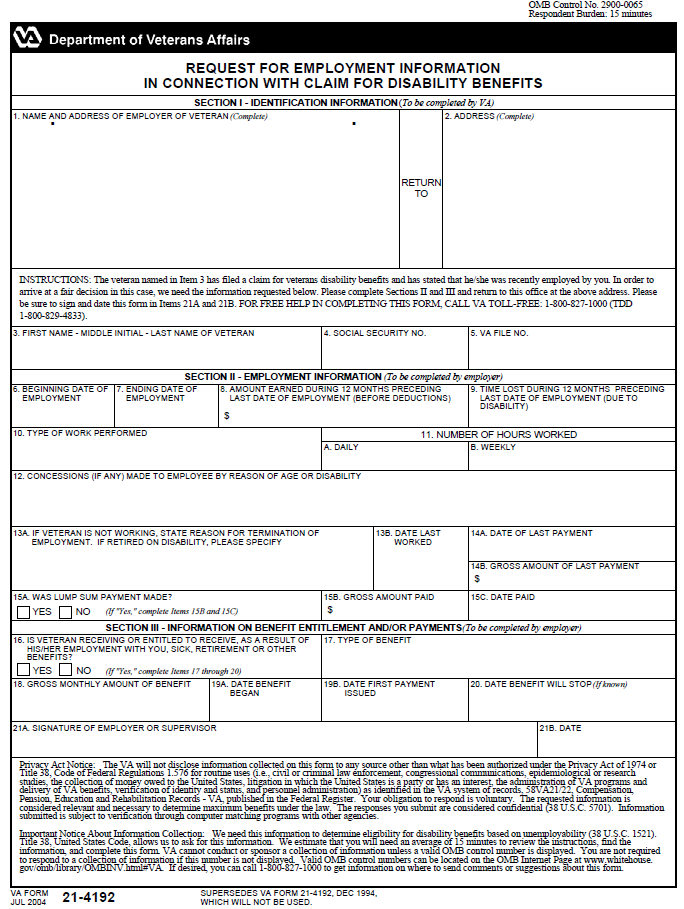 OMB Control No. 2900-0065
Respondent Burden: 15 minutes
VA Department of Veterans Affairs
REQUEST FOR EMPLOYMENT INFORMATION
IN CONNECTION WITH CLAIM FOR DISABILITY BENEFITS
SECTION I - IDENTIFICATION INFORMATION (To be completed by VA)
1. NAME AND ADDRESS OF EMPLOYER OF VETERAN (Complete)
RETURN
TO
2. ADDRESS (Complete)
INSTRUCTIONS: The veteran named in Item 3 has filed a claim for veterans disability benefits and has stated that he/she was recently employed by you. In order to
arrive at a fair decision in this case, we need the information requested below. Please complete Sections II and III and return to this office at the above address. Please
be sure to sign and date this form in Items 21A and 21B. FOR FREE HELP IN COMPLETING THIS FORM, CALL VA TOLL-FREE: 1-800-827-1000 (TDD
1-800-829-4833).
3. FIRST NAME - MIDDLE INITIAL - LAST NAME OF VETERAN
4. SOCIAL SECURITY NO.
5. VA FILE NO.
SECTION II - EMPLOYMENT INFORMATION (To be completed by employer)
6. BEGINNING DATE OF
EMPLOYMENT
7. ENDING DATE OF
EMPLOYMENT
8. AMOUNT EARNED DURING 12 MONTHS PRECEDING
LAST DATE OF EMPLOYMENT (BEFORE DEDUCTIONS)
$
9. TIME LOST DURING 12 MONTHS PRECEDING
LAST DATE OF EMPLOYMENT (DUE TO
DISABILITY)
10. TYPE OF WORK PERFORMED
11. NUMBER OF HOURS WORKED
A. DAILY
B. WEEKLY
12. CONCESSIONS (IF ANY) MADE TO EMPLOYEE BY REASON OF AGE OR DISABILITY
13A. IF VETERAN IS NOT WORKING, STATE REASON FOR TERMINATION OF
EMPLOYMENT. IF RETIRED ON DISABILITY, PLEASE SPECIFY
13B. DATE LAST
WORKED
14A. DATE OF LAST PAYMENT
14B. GROSS AMOUNT OF LAST PAYMENT
$
15A. WAS LUMP SUM PAYMENT MADE?
YES NO (If "Yes," complete Items 15B and 15C)
15B. GROSS AMOUNT PAID
$
15C. DATE PAID
SECTION III - INFORMATION ON BENEFIT ENTITLEMENT AND/OR PAYMENTS (To be completed by employer)
16. IS VETERAN RECEIVING OR ENTITLED TO RECEIVE, AS A RESULT OF
HIS/HER EMPLOYMENT WITH YOU, SICK, RETIREMENT OR OTHER
BENEFITS?
YES NO (If "Yes," complete Items 17 through 20)
17. TYPE OF BENEFIT
18. GROSS MONTHLY AMOUNT OF BENEFIT
19A. DATE BENEFIT
BEGAN
19B. DATE FIRST PAYMENT
ISSUED
20. DATE BENEFIT WILL STOP (If known)
21A. SIGNATURE OF EMPLOYER OR SUPERVISOR
21B. DATE
Privacy Act Notice: The VA will not disclose information collected on this form to any source other than what has been authorized under the Privacy Act of 1974 or
Title 38, Code of Federal Regulations 1.576 for routine uses (i.e., civil or criminal law enforcement, congressional communications, epidemiological or research
studies, the collection of money owed to the United States, litigation in which the United States is a party or has an interest, the administration of VA programs and
delivery of VA benefits, verification of identity and status, and personnel administration) as identified in the VA system of records, 58VA21/22, Compensation,
Pension, Education and Rehabilitation Records - VA, published in the Federal Register. Your obligation to respond is voluntary. The requested information is
considered relevant and necessary to determine maximum benefits under the law. The responses you submit are considered confidential (38 U.S.C. 5701). Information
submitted is subject to verification through computer matching programs with other agencies.
Important Notice About Information Collection: We need this information to determine eligibility for disability benefits based on unemployability (38 U.S.C. 1521).
Title 38, United States Code, allows us to ask for this information. We estimate that you will need an average of 15 minutes to review the instructions, find the
information, and complete this form. VA cannot conduct or sponsor a collection of information unless a valid OMB control number is displayed. You are not required
to respond to a collection of information if this number is not displayed. Valid OMB control numbers can be located on the OMB Internet Page at www.whitehouse.
gov/omb/library/OMBINV.html#VA. If desired, you can call 1-800-827-1000 to get information on where to send comments or suggestions about this form.
VA FORM
JUL 2004
21-4192
SUPERSEDES VA FORM 21-4192, DEC 1994,
WHICH WILL NOT BE USED.